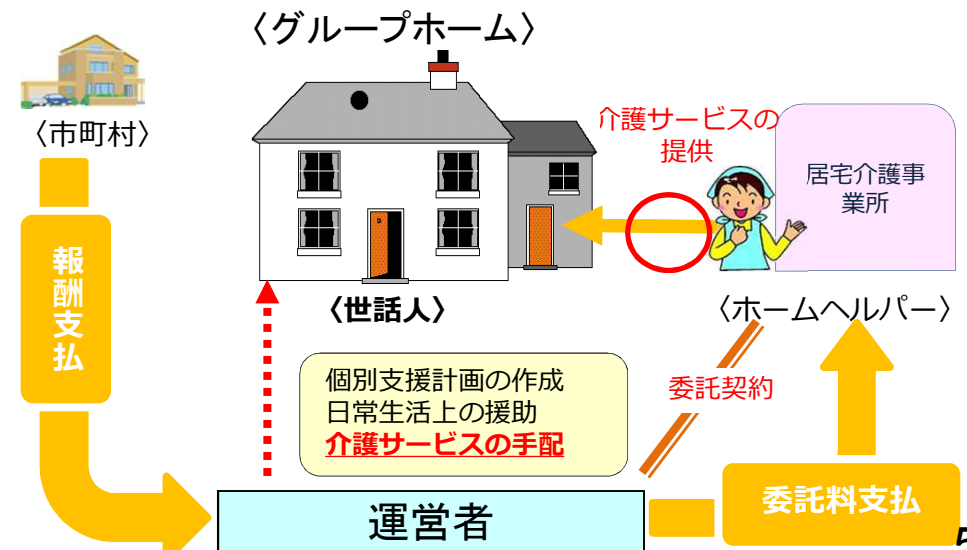 〈グループホーム〉
〈市町村〉
介護サービスの
提供
居宅介護事
業所
報酬支払
〈世話人〉
〈ホームヘルパー〉
個別支援計画の作成
日常生活上の援助
介護サービスの手配
委託契約
運営者
委託料支払